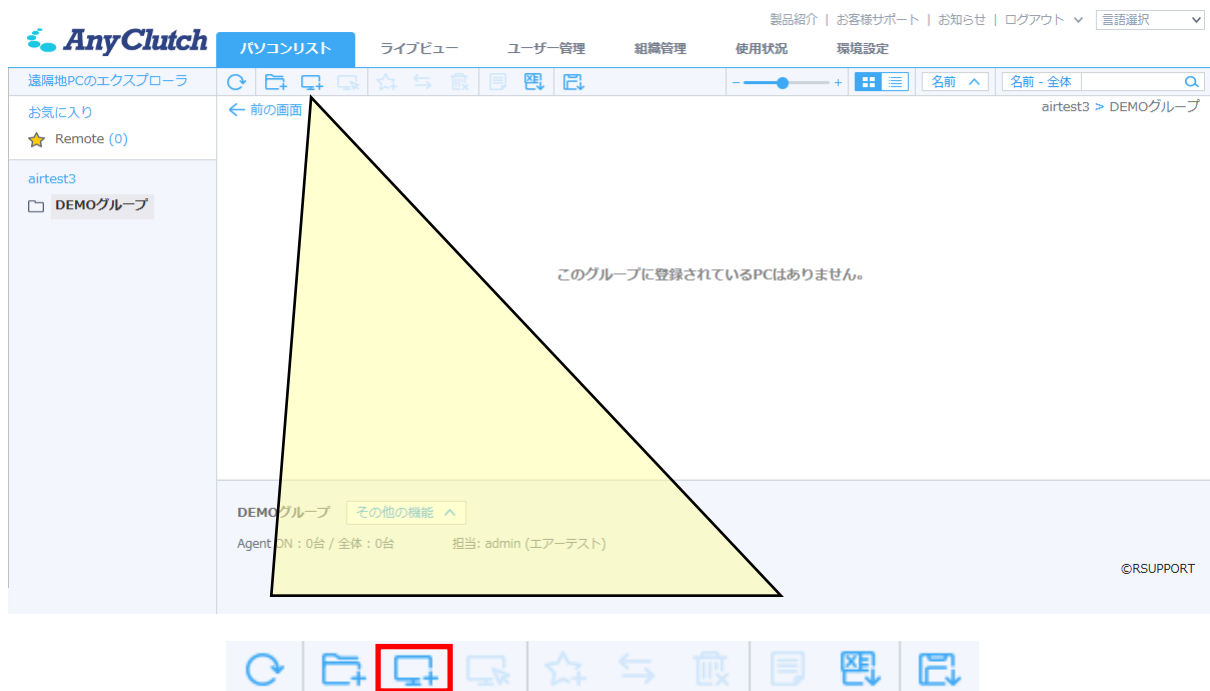 製品紹介 | お客様サポート | お知らせ | ログアウト 言語選択
AnyClutch
パソコンリスト ライブビュー ユーザー管理 組織管理 使用状況 環境設定
遠隔地PCのエクスプローラ - + 名前 名前 - 全体
お気に入り
← 前の画面
airtest3 > DEMOグループ
Remote (0)
airtest3
DEMOグループ
このグループに登録されているPCはありません。
DEMOグループ その他の機能
Agent ON : 0台 / 全体 : 0台 担当: admin (エアーテスト)
©RSUPPORT